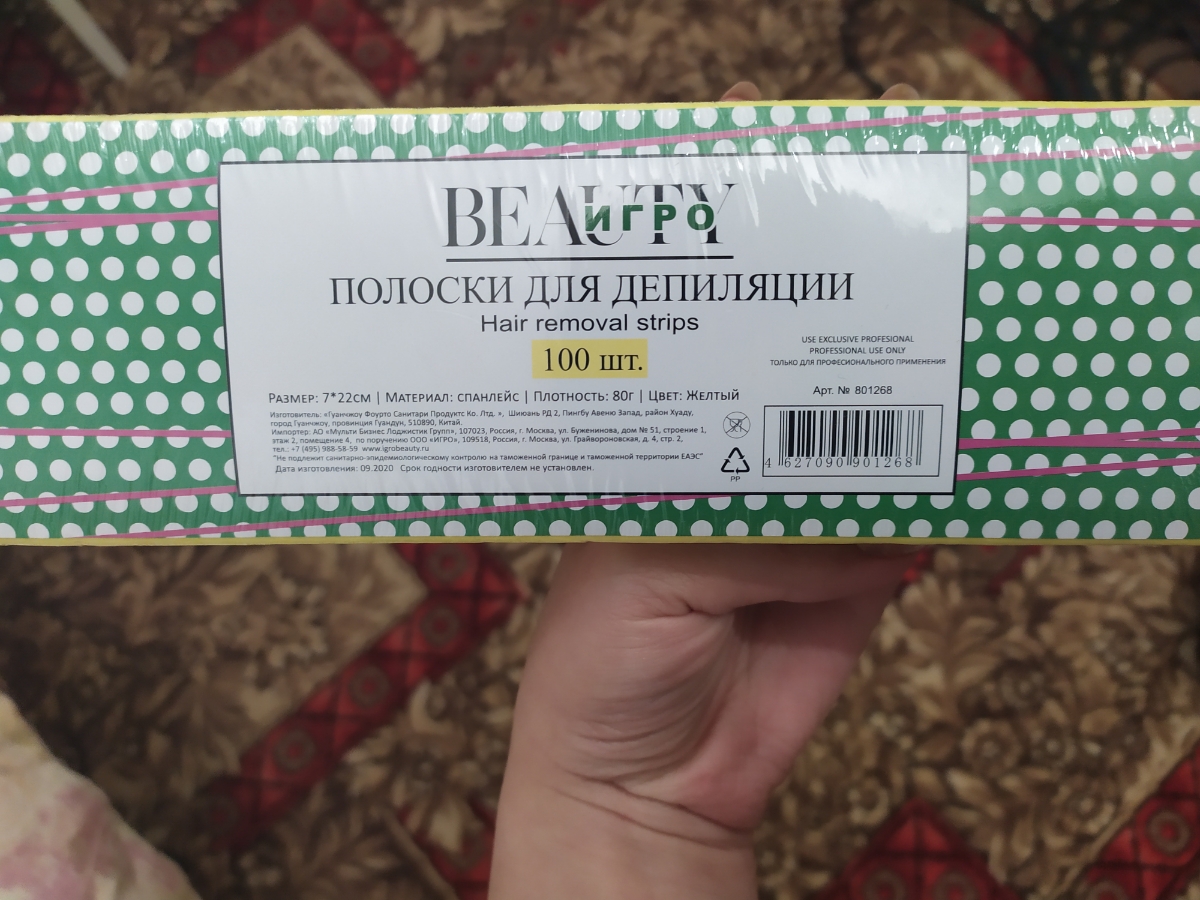 BEAUTY
ИГРО
ПОЛОСКИ ДЛЯ ДЕПИЛЯЦИИ
Hair removal strips
100 шт.
USE EXCLUSIVE PROFESIONAL
PROFESSIONAL USE ONLY
ТОЛЬКО ДЛЯ ПРОФЕСИОНАЛЬНОГО ПРИМЕНЕНИЯ
Размер: 7*22см | Материал: спанлейс | Плотность: 80г | Цвет: Желтый
Арт. № 801268
Изготовитель: «Гуанчжоу Фоурто Санитари Продуктс Ко. Лтд. », Шиюань РД 2, Пингбу Авеню Запад, район Хуаду,
город Гуанчжоу, провинция Гуандун, 510890, Китай.
Импортер: АО «Мульти Бизнес Лоджистик Групп», 107023, Россия, г. Москва, ул. Буженинова, дом № 51, строение 1,
этаж 2, помещение 4, по поручению ООО «ИГРО», 109518, Россия, г. Москва, ул. Грайвороновская, д. 4, стр. 2,
тел.: +7 (495) 988-58-59 www.igrobeauty.ru
"Не подлежит санитарно-эпидемиологическому контролю на таможенной границе и таможенной территории ЕАЭС"
Дата изготовления: 09.2020 Срок годности изготовителем не установлен.
PP
4 627090 901268